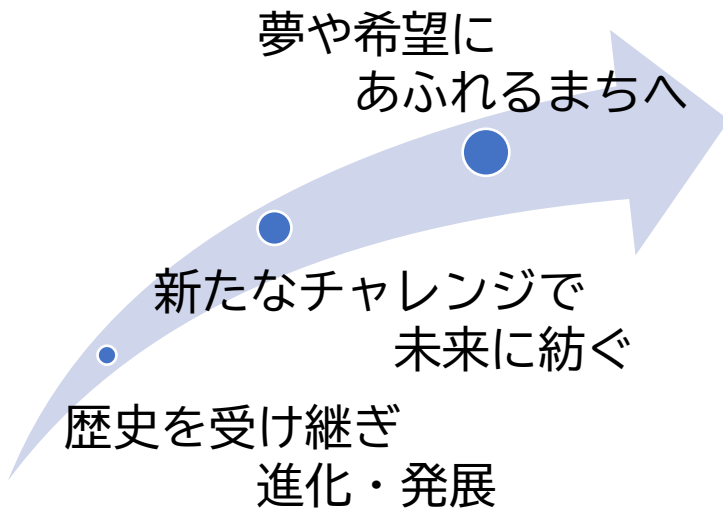 夢や希望に
あふれるまちへ
新たなチャレンジで
未来に紡ぐ
歴史を受け継ぎ
進化・発展